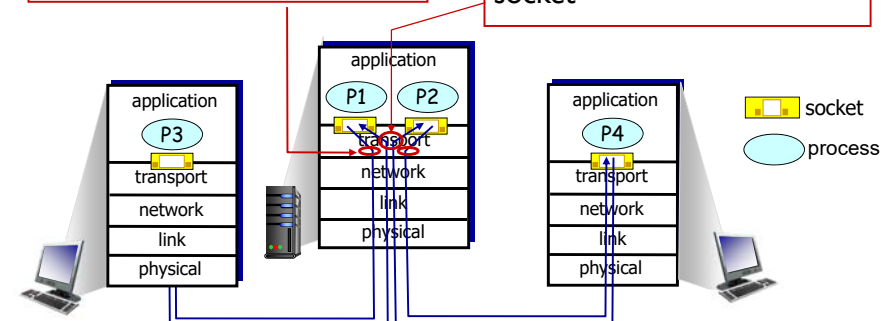 socket
application
P1 P2
transport
network
link
physical
application
P3
transport
network
link
physical
application
P4
transport
network
link
physical
socket
process